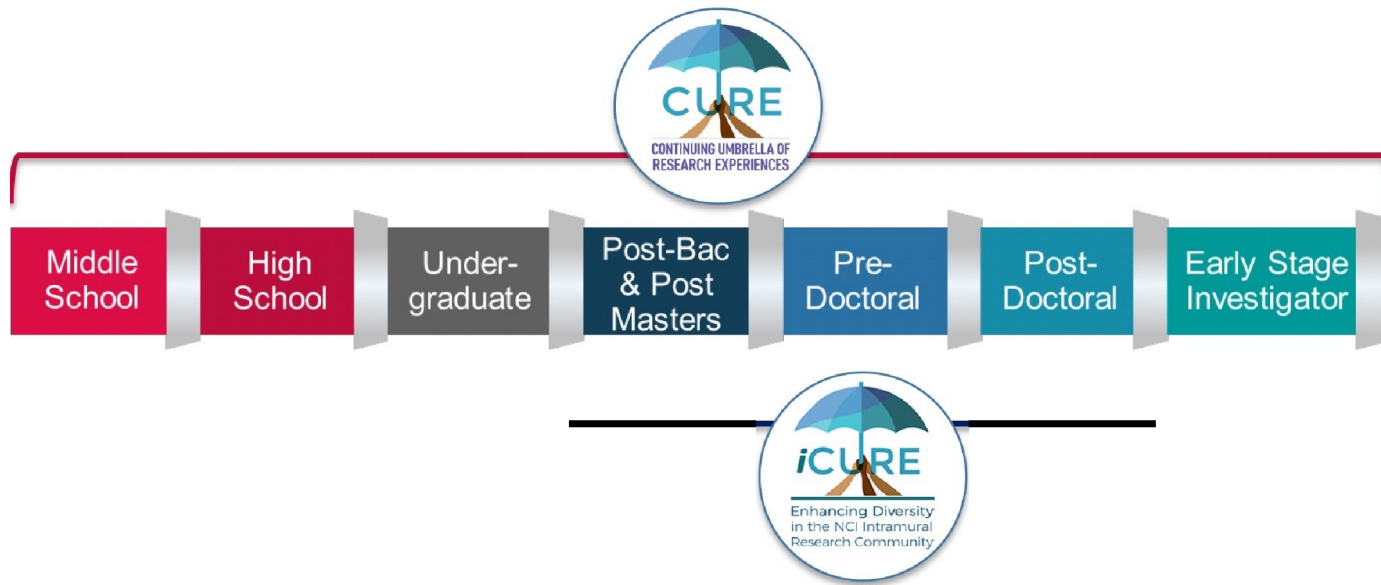 CURE
CONTINUING UMBRELLA OF
RESEARCH EXPERIENCES
Middle
School
High
School
Under-
graduate
Post-Bac
& Post
Masters
Pre-
Doctoral
Post-
Doctoral
Early Stage
Investigator
iCURE
Enhancing Diversity
in the NCI Intramural
Research Community